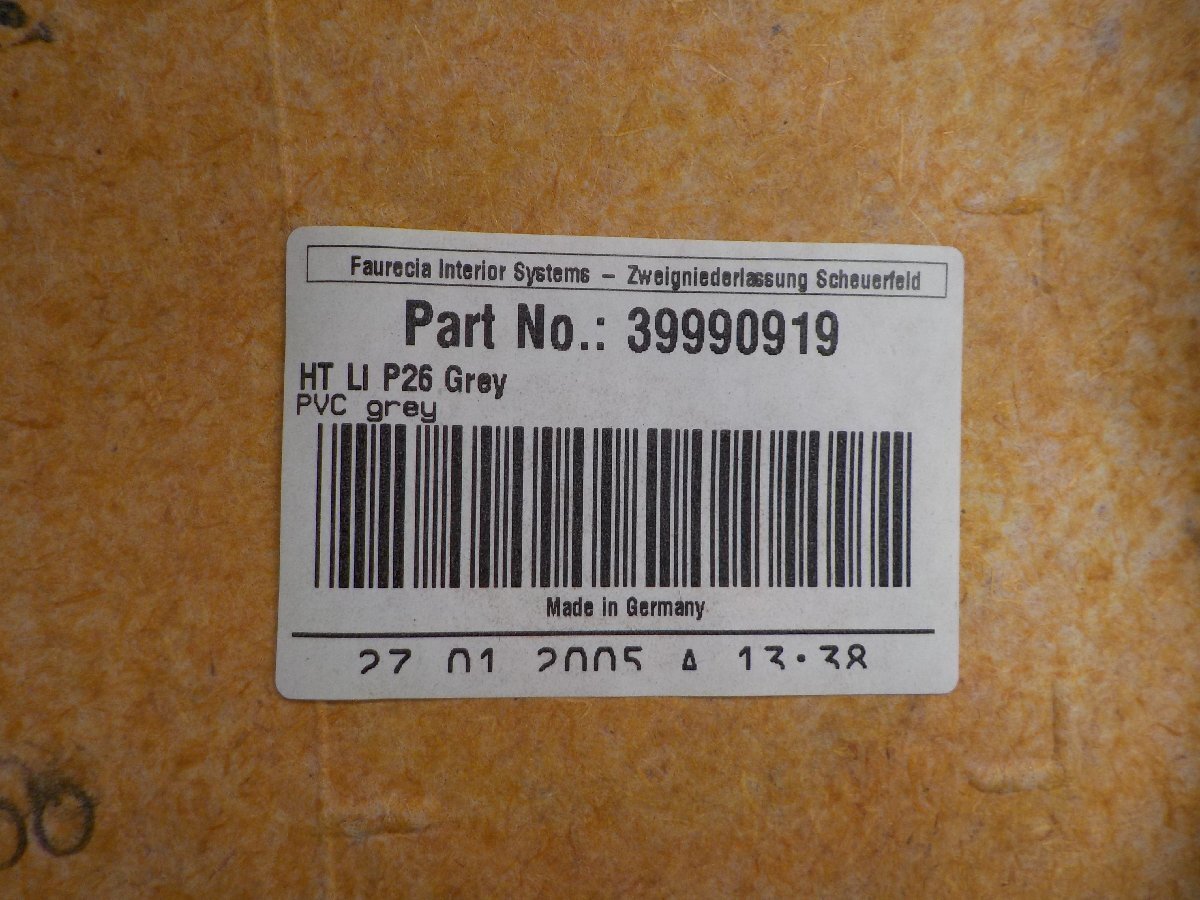 Faurecia Interior Systems – Zweigniederlassung Scheuerfeld
Part No.: 39990919
HT LI P26 Grey
PVC grey
Made in Germany
27 01 2005 A 13:38